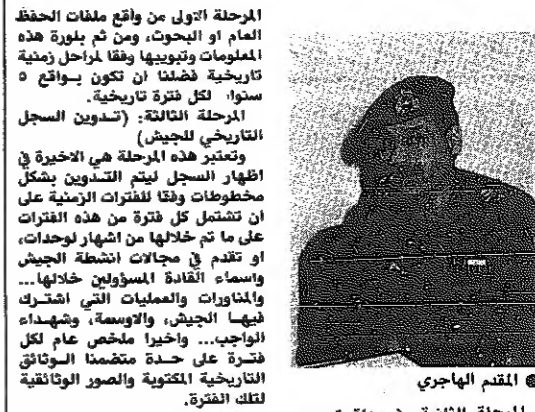 المرحلة الاولى من واقع ملفات الحفظ
العام او البحوث، ومن ثم بلورة هذه
المعلومات وتبويبها وفقا لمراحل زمنية
تاريخية فضلنا ان تكون بواقع ٥
سنوا لكل فترة تاريخية.
المرحلة الثالثة: (تدوين السجل
التاريخي للجيش)
وتعتبر هذه المرحلة هي الاخيرة في
اظهار السجل ليتم التدوين بشكل
مخطوطات وفقا للفترات الزمنية على
ان تشتمل كل فترة من هذه الفترات
على ما تم خلالها من اشهار لوحدات،
او تقدم في مجالات انشطة الجيش
واسماء القادة المسؤولين خلالها...
والمناورات والعمليات التي اشترك
فيها الجيش، والاوسمة، وشهداء
الواجب... واخيرا ملخص عام لكل
فترة على حدة متضمنا الوثائق
التاريخية المكتوية والصور الوثائقية
لتلك الفترة.
المقدم الهاجري